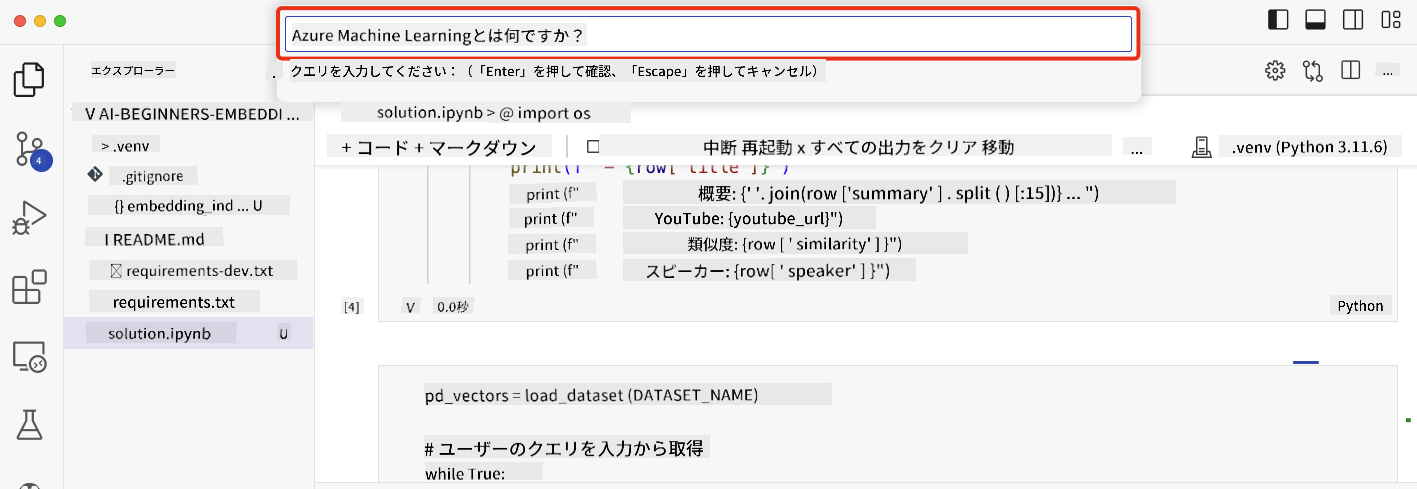 Azure Machine Learningとは何ですか？
クエリを入力してください：（「Enter」を押して確認、「Escape」を押してキャンセル）
エクスプローラー
V AI-BEGINNERS-EMBEDDI ...
> .venv
.gitignore
{} embedding_ind ... U
I README.md
requirements-dev.txt
requirements.txt
solution.ipynb U
4
...
solution.ipynb > @ import os
+ コード + マークダウン
中断 再起動 x すべての出力をクリア 移動
...
.venv (Python 3.11.6)
print(f" = {row['title']}")
print (f" 概要: {' '. join(row ['summary' ] . split ( ) [:15])} ... ")
print (f" YouTube: {youtube_url}")
print (f" 類似度: {row [ ' similarity' ] }")
print (f" スピーカー: {row[ ' speaker' ] }")
[4] V 0.0秒 Python
pd_vectors = load_dataset (DATASET_NAME)
# ユーザーのクエリを入力から取得
while True: